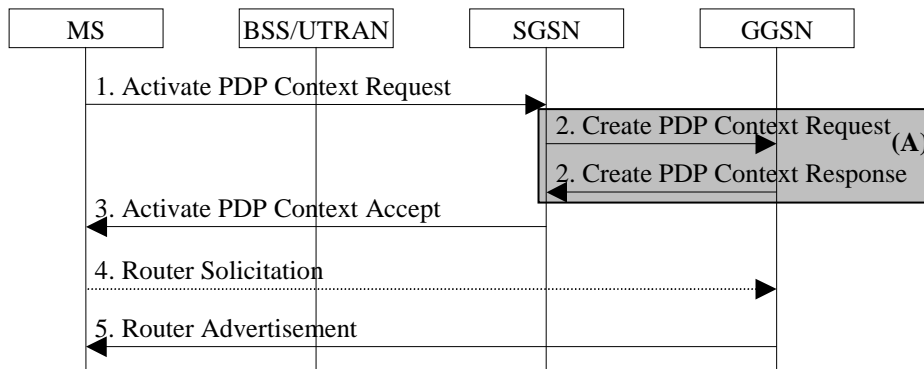 MS BSS/UTRAN SGSN GGSN
1. Activate PDP Context Request
2. Create PDP Context Request
(A)
2. Create PDP Context Response
3. Activate PDP Context Accept
4. Router Solicitation
5. Router Advertisement